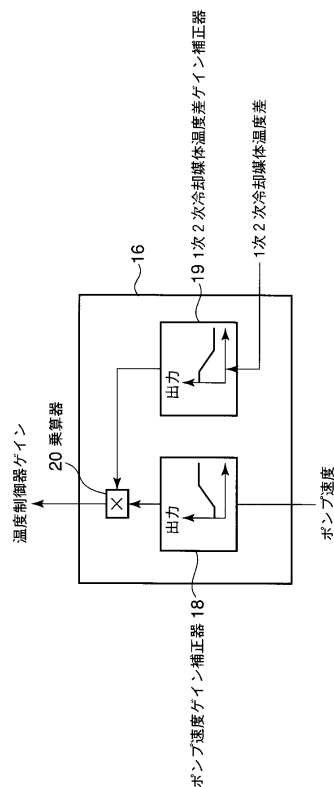 温度制御器ゲイン
20 乗算器
×
16
出力
出力
19 1次2次冷却媒体温度差ゲイン補正器
ポンプ速度ゲイン補正器 18
ポンプ速度
1次2次冷却媒体温度差